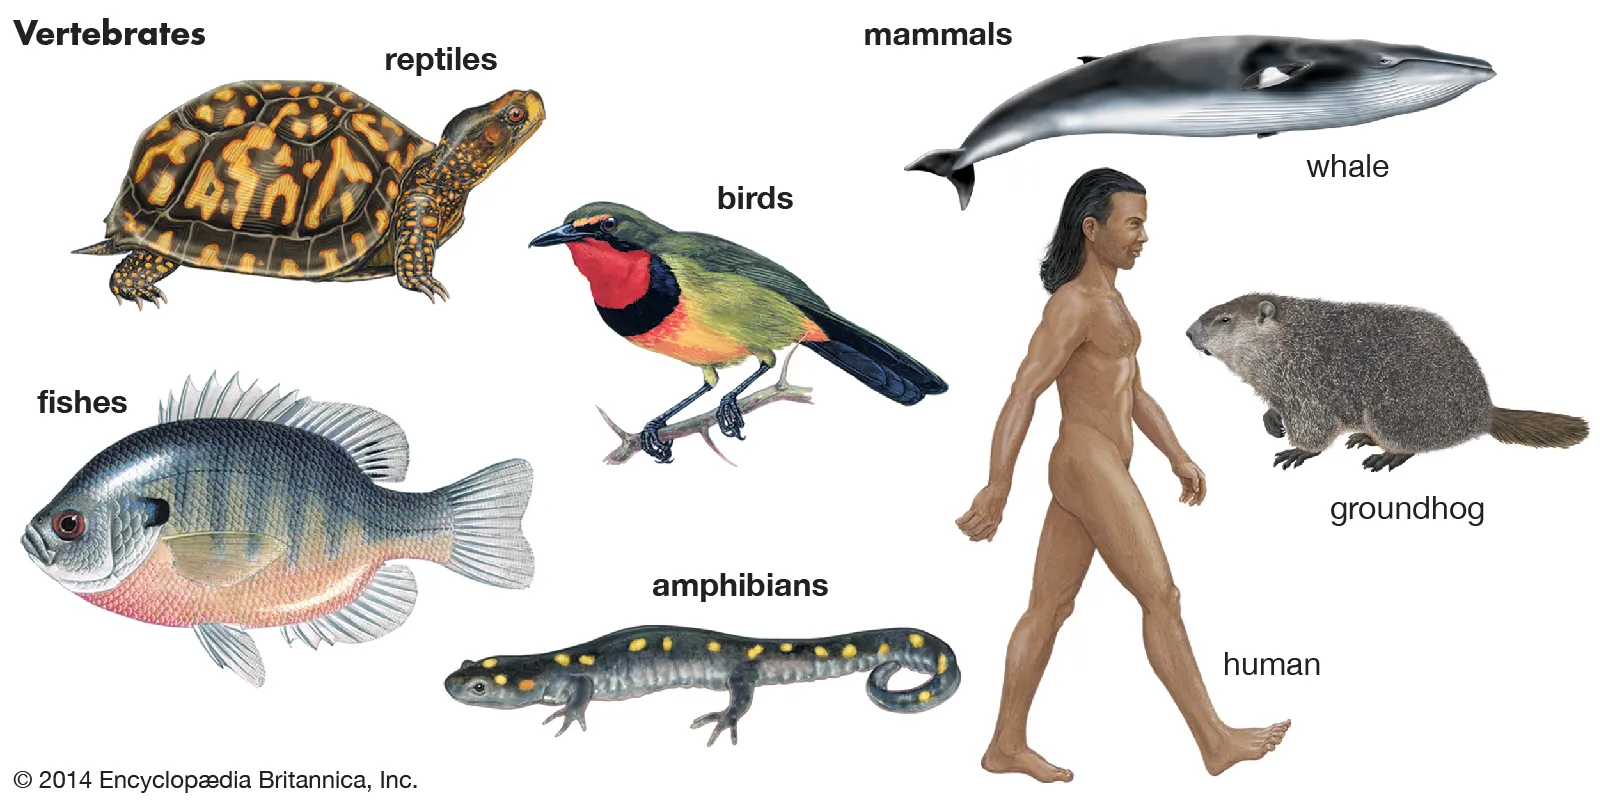 Vertebrates
reptiles
mammals
whale
birds
fishes
groundhog
amphibians
human
© 2014 Encyclopædia Britannica, Inc.